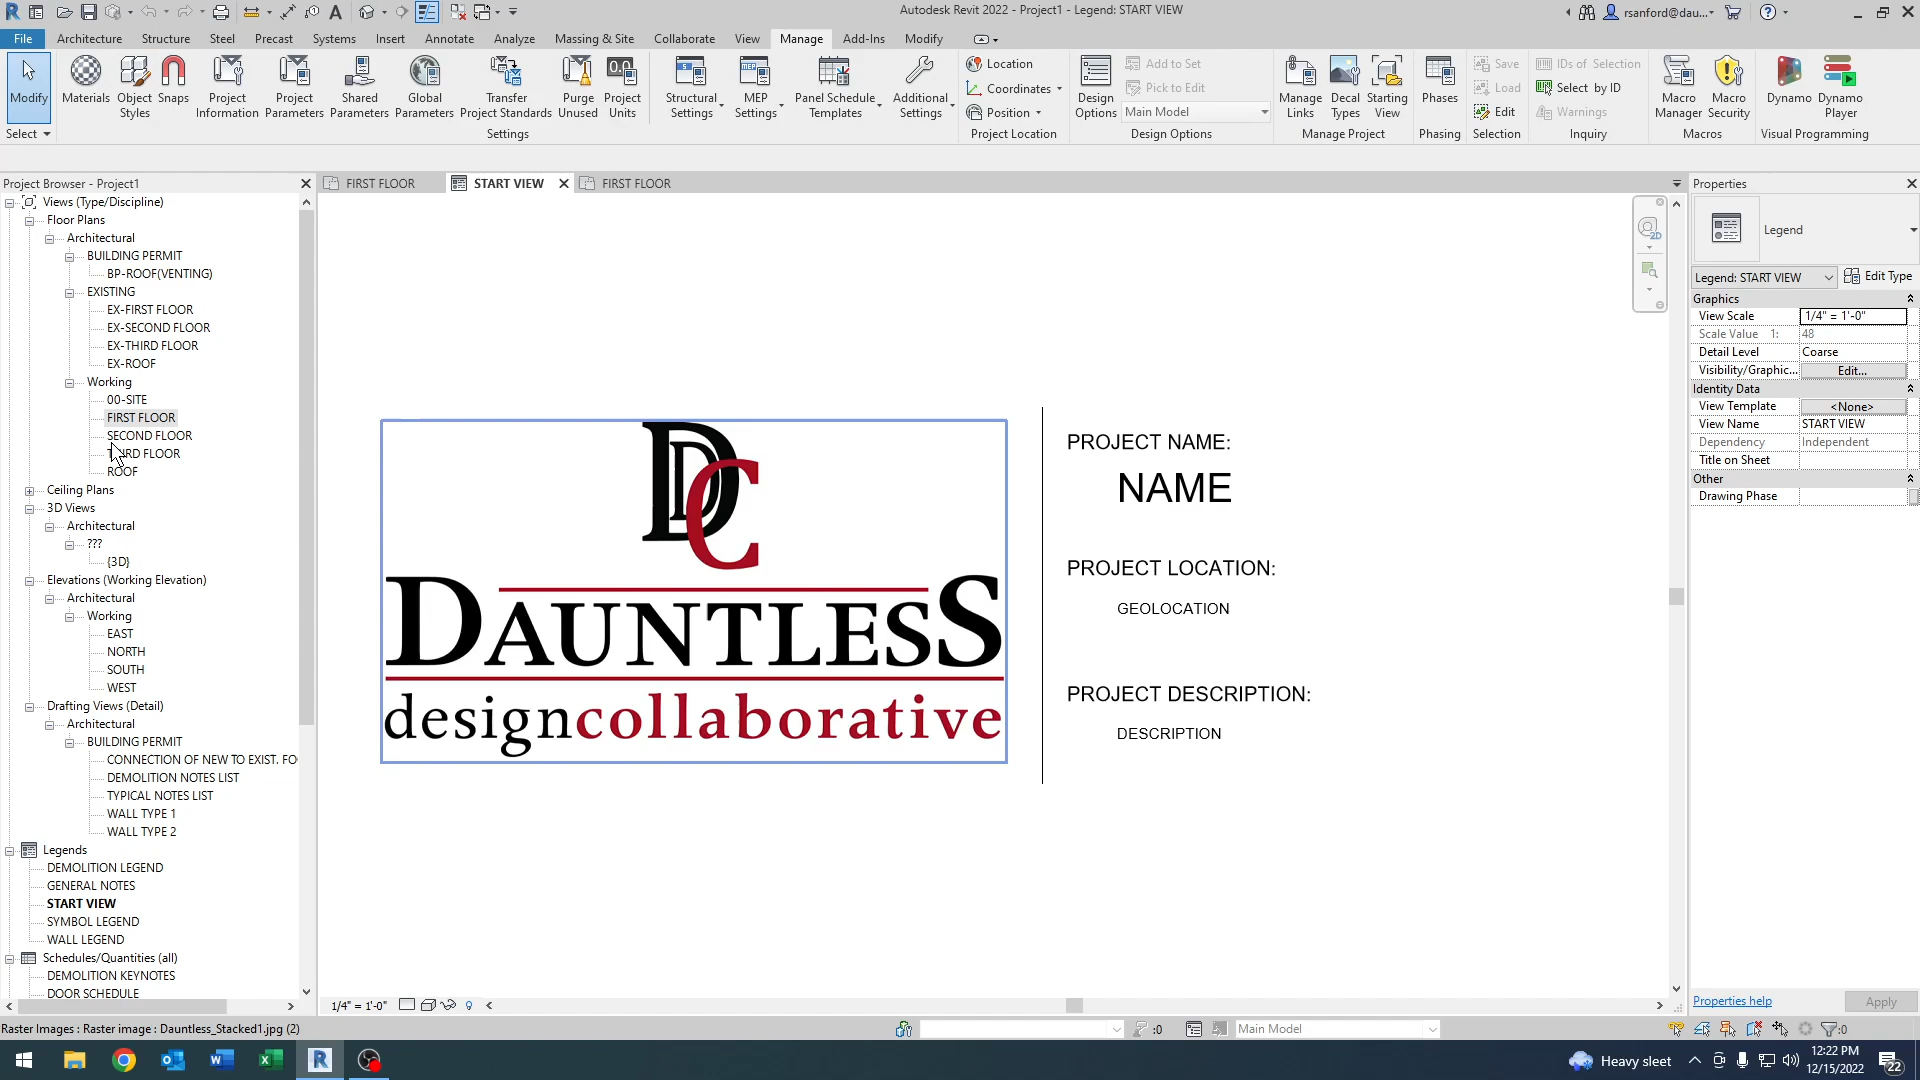 Autodesk Revit 2022 - Project1 - Legend: START VIEW
rsanford@dau...
File Architecture Structure Steel Precast Systems Insert Annotate Analyze Massing & Site Collaborate View Manage Add-Ins Modify
Modify
Materials
Object Styles
Snaps
Project Information
Project Parameters
Shared Parameters
Global Parameters
Transfer Project Standards
Purge Unused
Project Units
Structural Settings
MEP Settings
Panel Schedule Templates
Additional Settings
Location
Coordinates
Position
Design Options
Add to Set
Pick to Edit
Main Model
Manage Links
Decal Types
Starting View
Phases
Save
Load
Edit
IDs of Selection
Select by ID
Warnings
Macro Manager
Macro Security
Dynamo
Dynamo Player
Select
Settings
Project Location
Design Options
Manage Project
Phasing
Selection
Inquiry
Macros
Visual Programming
Project Browser - Project1
FIRST FLOOR
START VIEW
FIRST FLOOR
Properties
Views (Type/Discipline)
Floor Plans
Architectural
BUILDING PERMIT
BP-ROOF(VENTING)
EXISTING
EX-FIRST FLOOR
EX-SECOND FLOOR
EX-THIRD FLOOR
EX-ROOF
Working
00-SITE
FIRST FLOOR
SECOND FLOOR
THIRD FLOOR
ROOF
Ceiling Plans
3D Views
Architectural
???
{3D}
Elevations (Working Elevation)
Architectural
Working
EAST
NORTH
SOUTH
WEST
Drafting Views (Detail)
Architectural
BUILDING PERMIT
CONNECTION OF NEW TO EXIST. FO
DEMOLITION NOTES LIST
TYPICAL NOTES LIST
WALL TYPE 1
WALL TYPE 2
Legends
DEMOLITION LEGEND
GENERAL NOTES
START VIEW
SYMBOL LEGEND
WALL LEGEND
Schedules/Quantities (all)
DEMOLITION KEYNOTES
DOOR SCHEDULE
DDC
DAUNTLESS
designcollaborative
PROJECT NAME:
NAME
PROJECT LOCATION:
GEOLOCATION
PROJECT DESCRIPTION:
DESCRIPTION
2D
Legend
Legend: START VIEW Edit Type
Graphics
View Scale 1/4" = 1'-0"
Scale Value 1: 48
Detail Level Coarse
Visibility/Graphic... Edit...
Identity Data
View Template <None>
View Name START VIEW
Dependency Independent
Title on Sheet
Other
Drawing Phase
Properties help Apply
1/4" = 1'-0"
Raster Images : Raster image : Dauntless_Stacked1.jpg (2)
:0
Main Model
:0
Heavy sleet
12:22 PM
12/15/2022
22